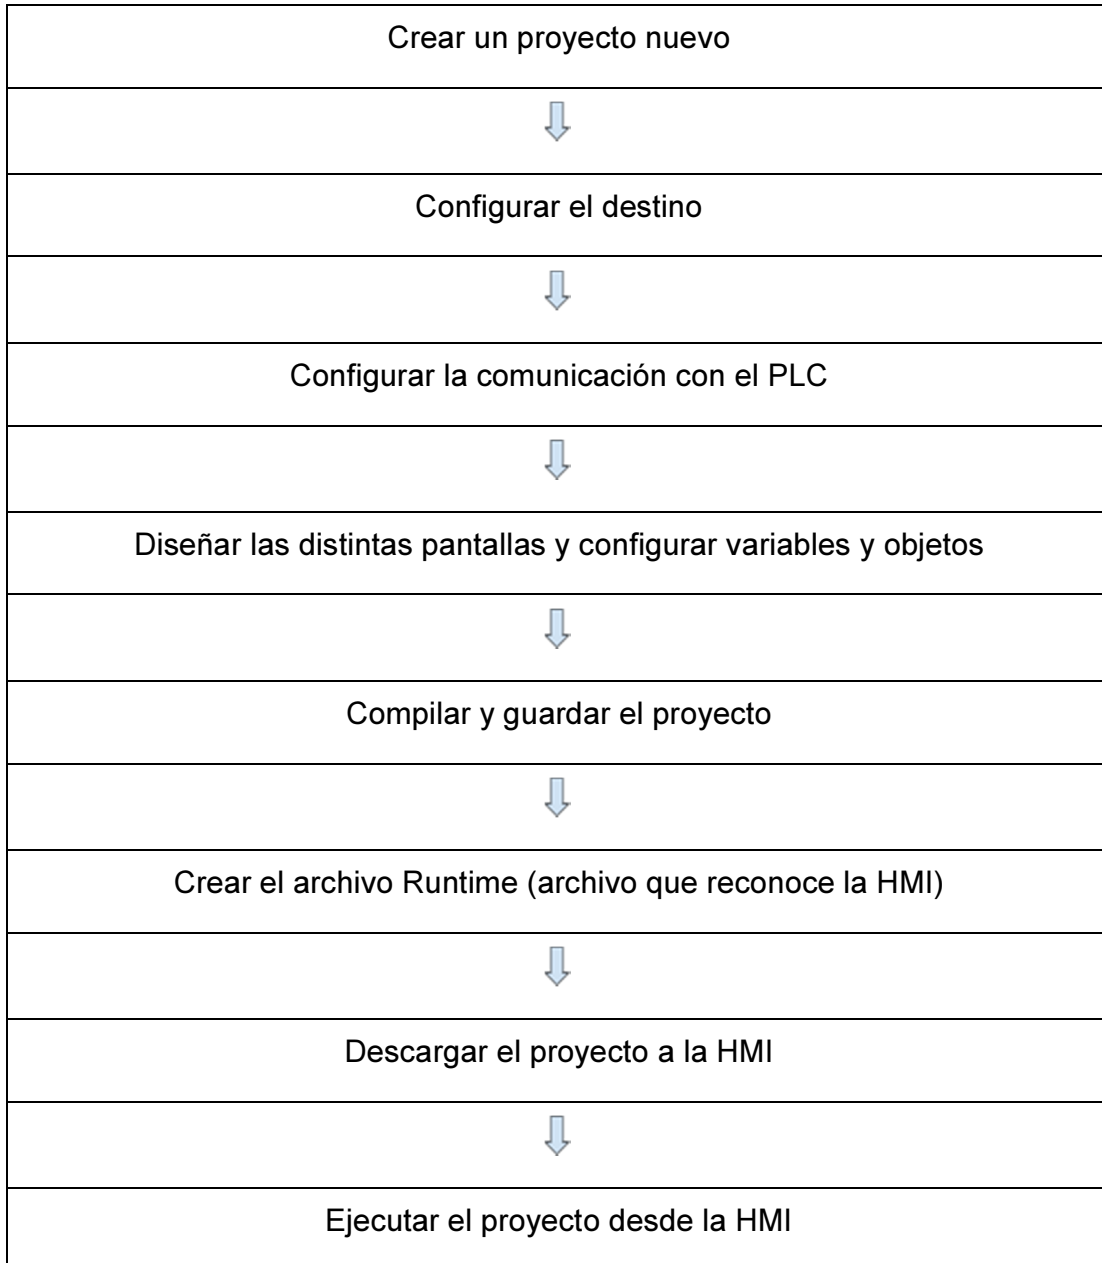 Crear un proyecto nuevo
Configurar el destino
Configurar la comunicación con el PLC
Diseñar las distintas pantallas y configurar variables y objetos
Compilar y guardar el proyecto
Crear el archivo Runtime (archivo que reconoce la HMI)
Descargar el proyecto a la HMI
Ejecutar el proyecto desde la HMI